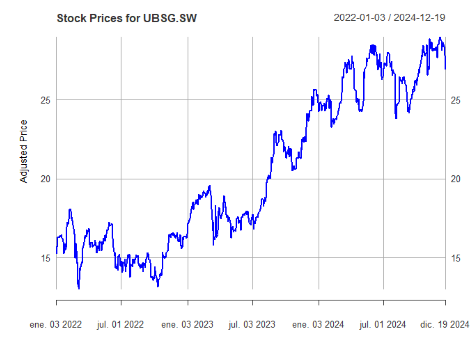 Stock Prices for UBSG.SW 2022-01-03 / 2024-12-19
Adjusted Price
25 25
20 20
15 15
ene. 03 2022 jul. 01 2022 ene. 03 2023 jul. 03 2023 ene. 03 2024 jul. 01 2024 dic. 19 2024